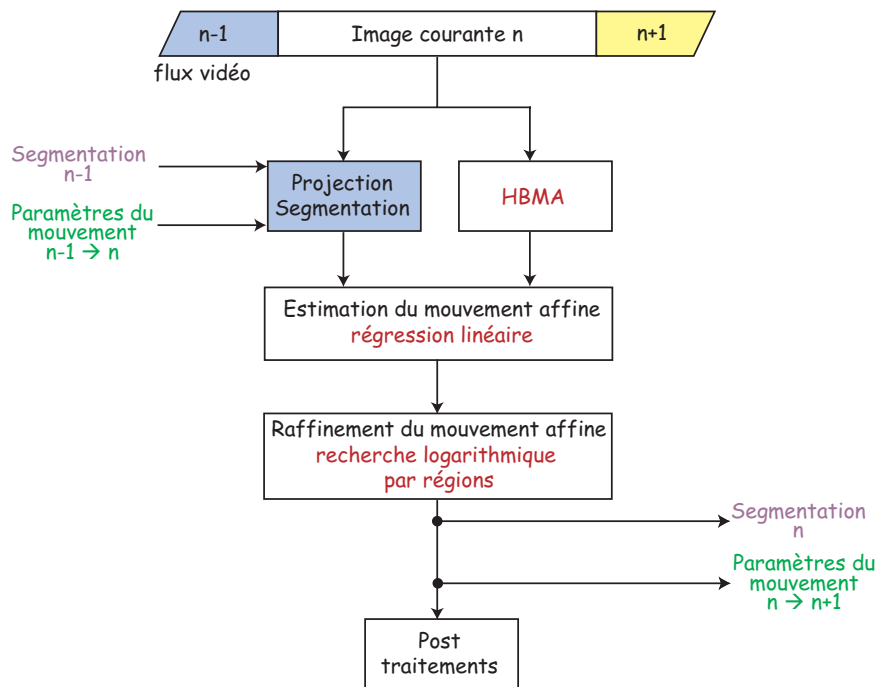 n-1
Image courante n
n+1
flux vidéo
Segmentation
n-1
Paramètres du
mouvement
n-1 → n
Projection
Segmentation
HBMA
Estimation du mouvement affine
régression linéaire
Raffinement du mouvement affine
recherche logarithmique
par régions
Segmentation
n
Paramètres du
mouvement
n → n+1
Post
traitements